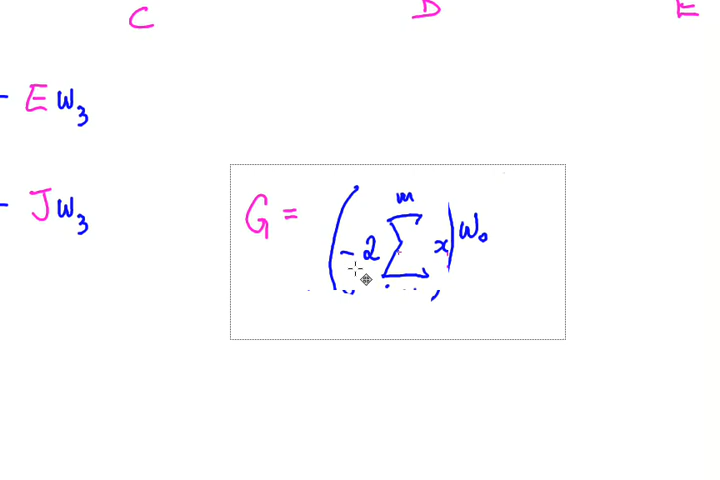 C D E
- E w₃
- J w₃
G = (-2 ∑ᵐ x) w₀